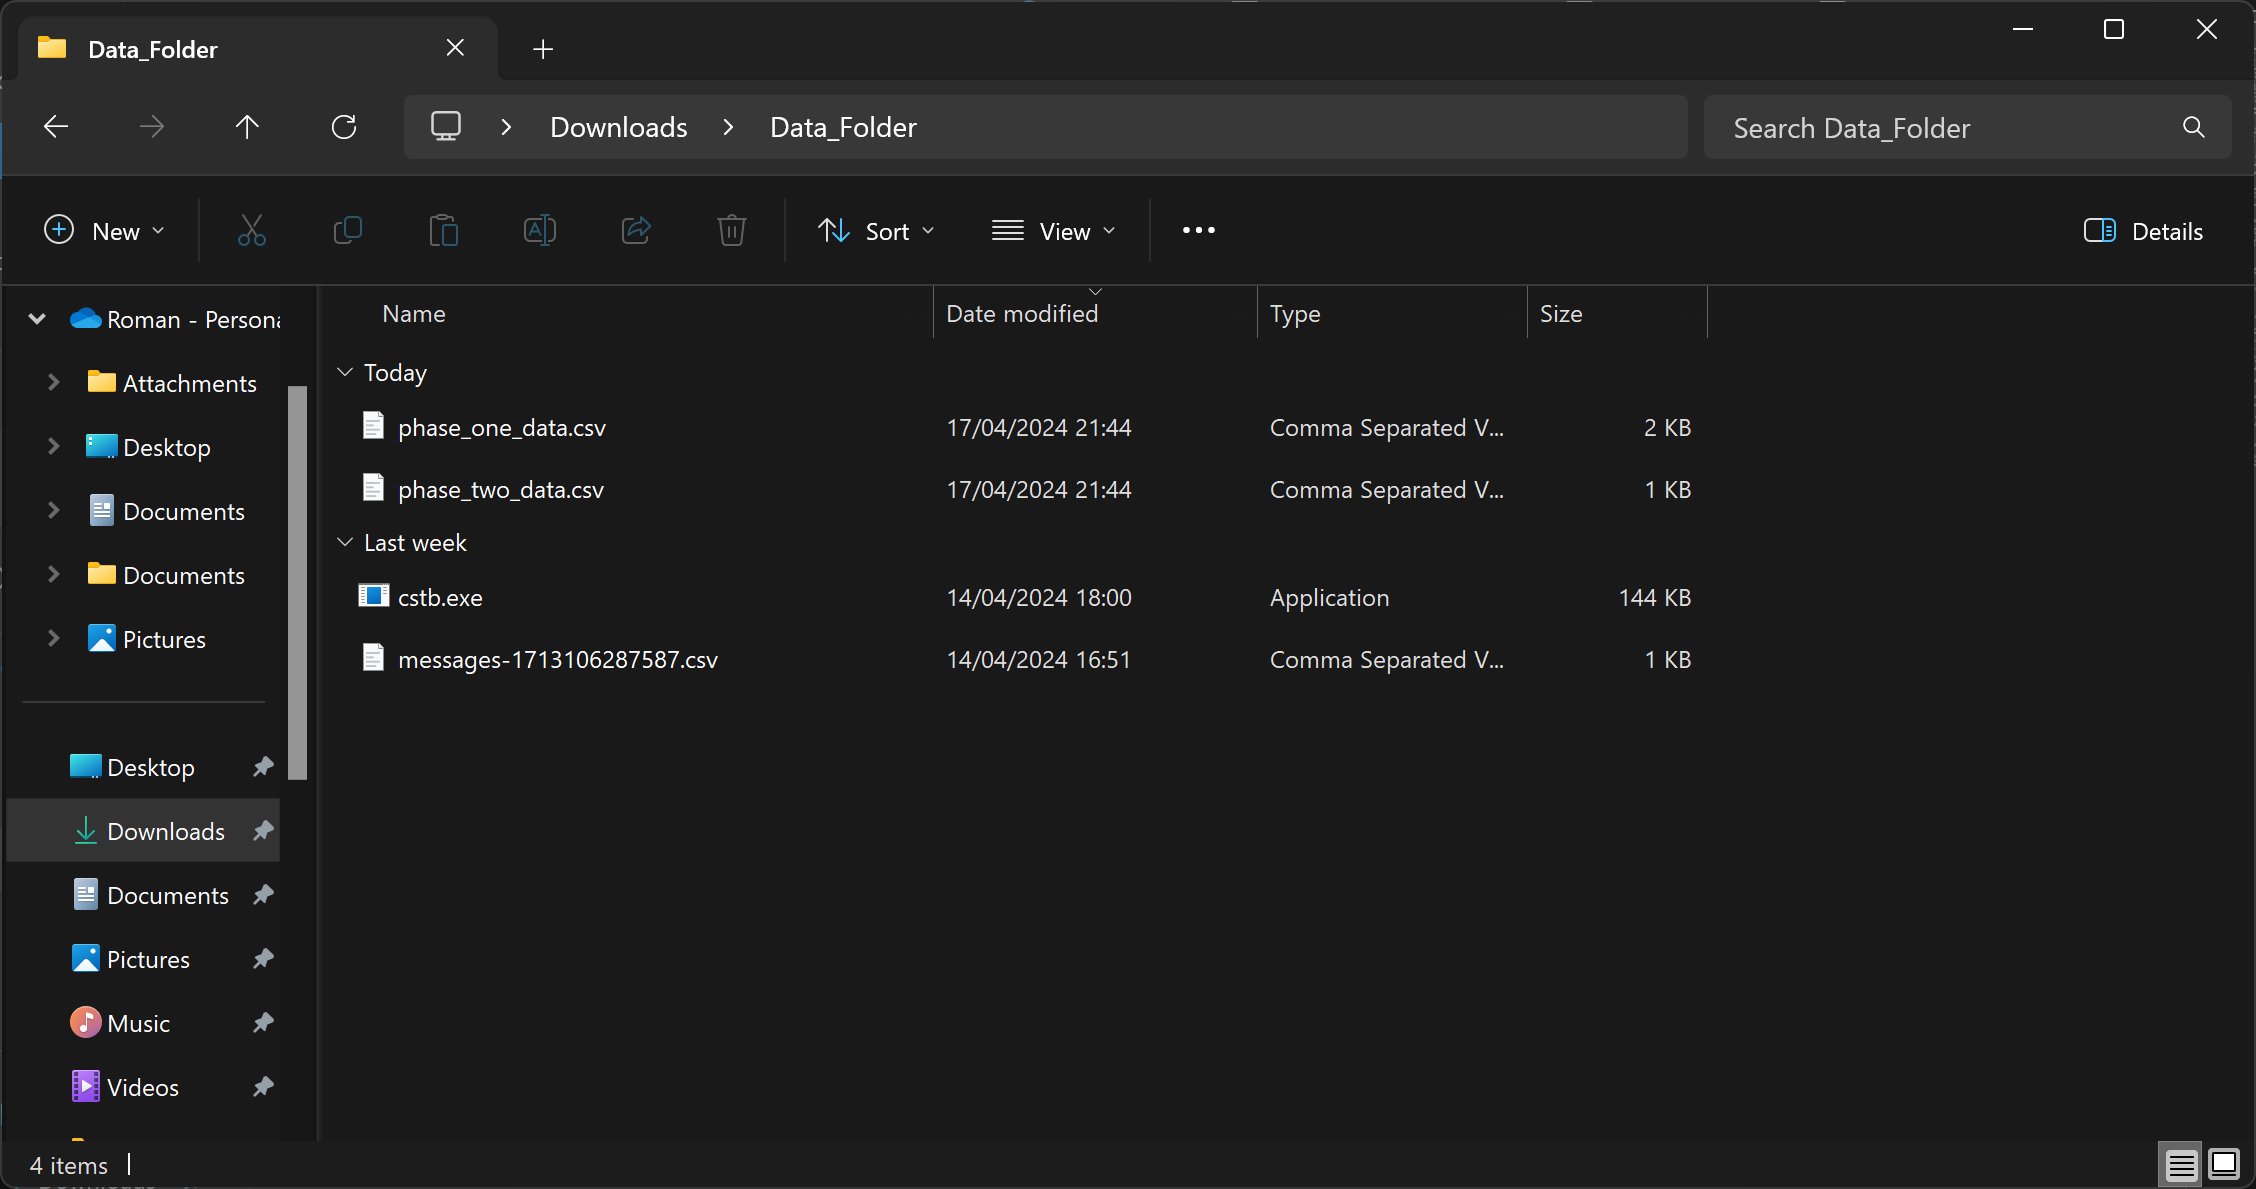 Data_Folder
Downloads > Data_Folder
Search Data_Folder
New
Sort
View
Details
Roman - Persona
Attachments
Desktop
Documents
Documents
Pictures
Desktop
Downloads
Documents
Pictures
Music
Videos
Name Date modified Type Size
Today
phase_one_data.csv 17/04/2024 21:44 Comma Separated V... 2 KB
phase_two_data.csv 17/04/2024 21:44 Comma Separated V... 1 KB
Last week
cstb.exe 14/04/2024 18:00 Application 144 KB
messages-1713106287587.csv 14/04/2024 16:51 Comma Separated V... 1 KB
4 items